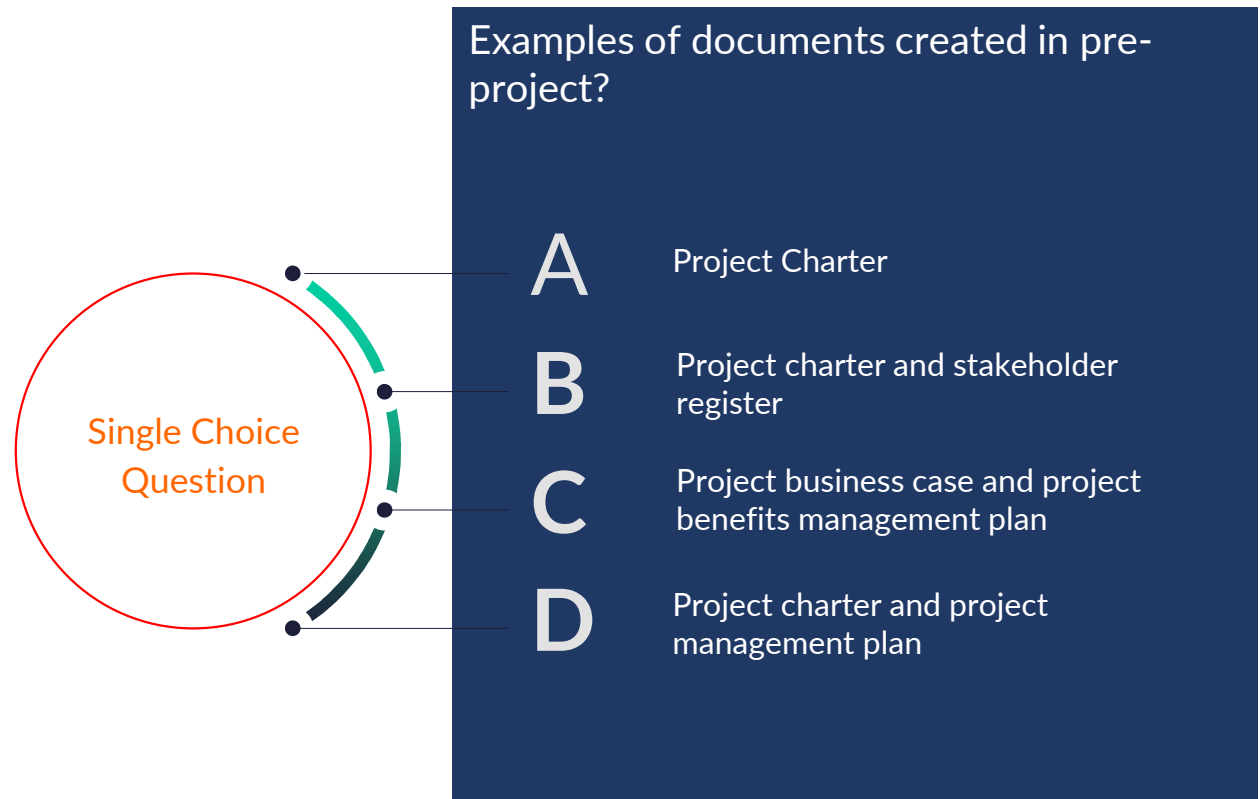 Examples of documents created in pre-
project?
Single Choice
Question
A
Project Charter
B
Project charter and stakeholder
register
C
Project business case and project
benefits management plan
D
Project charter and project
management plan